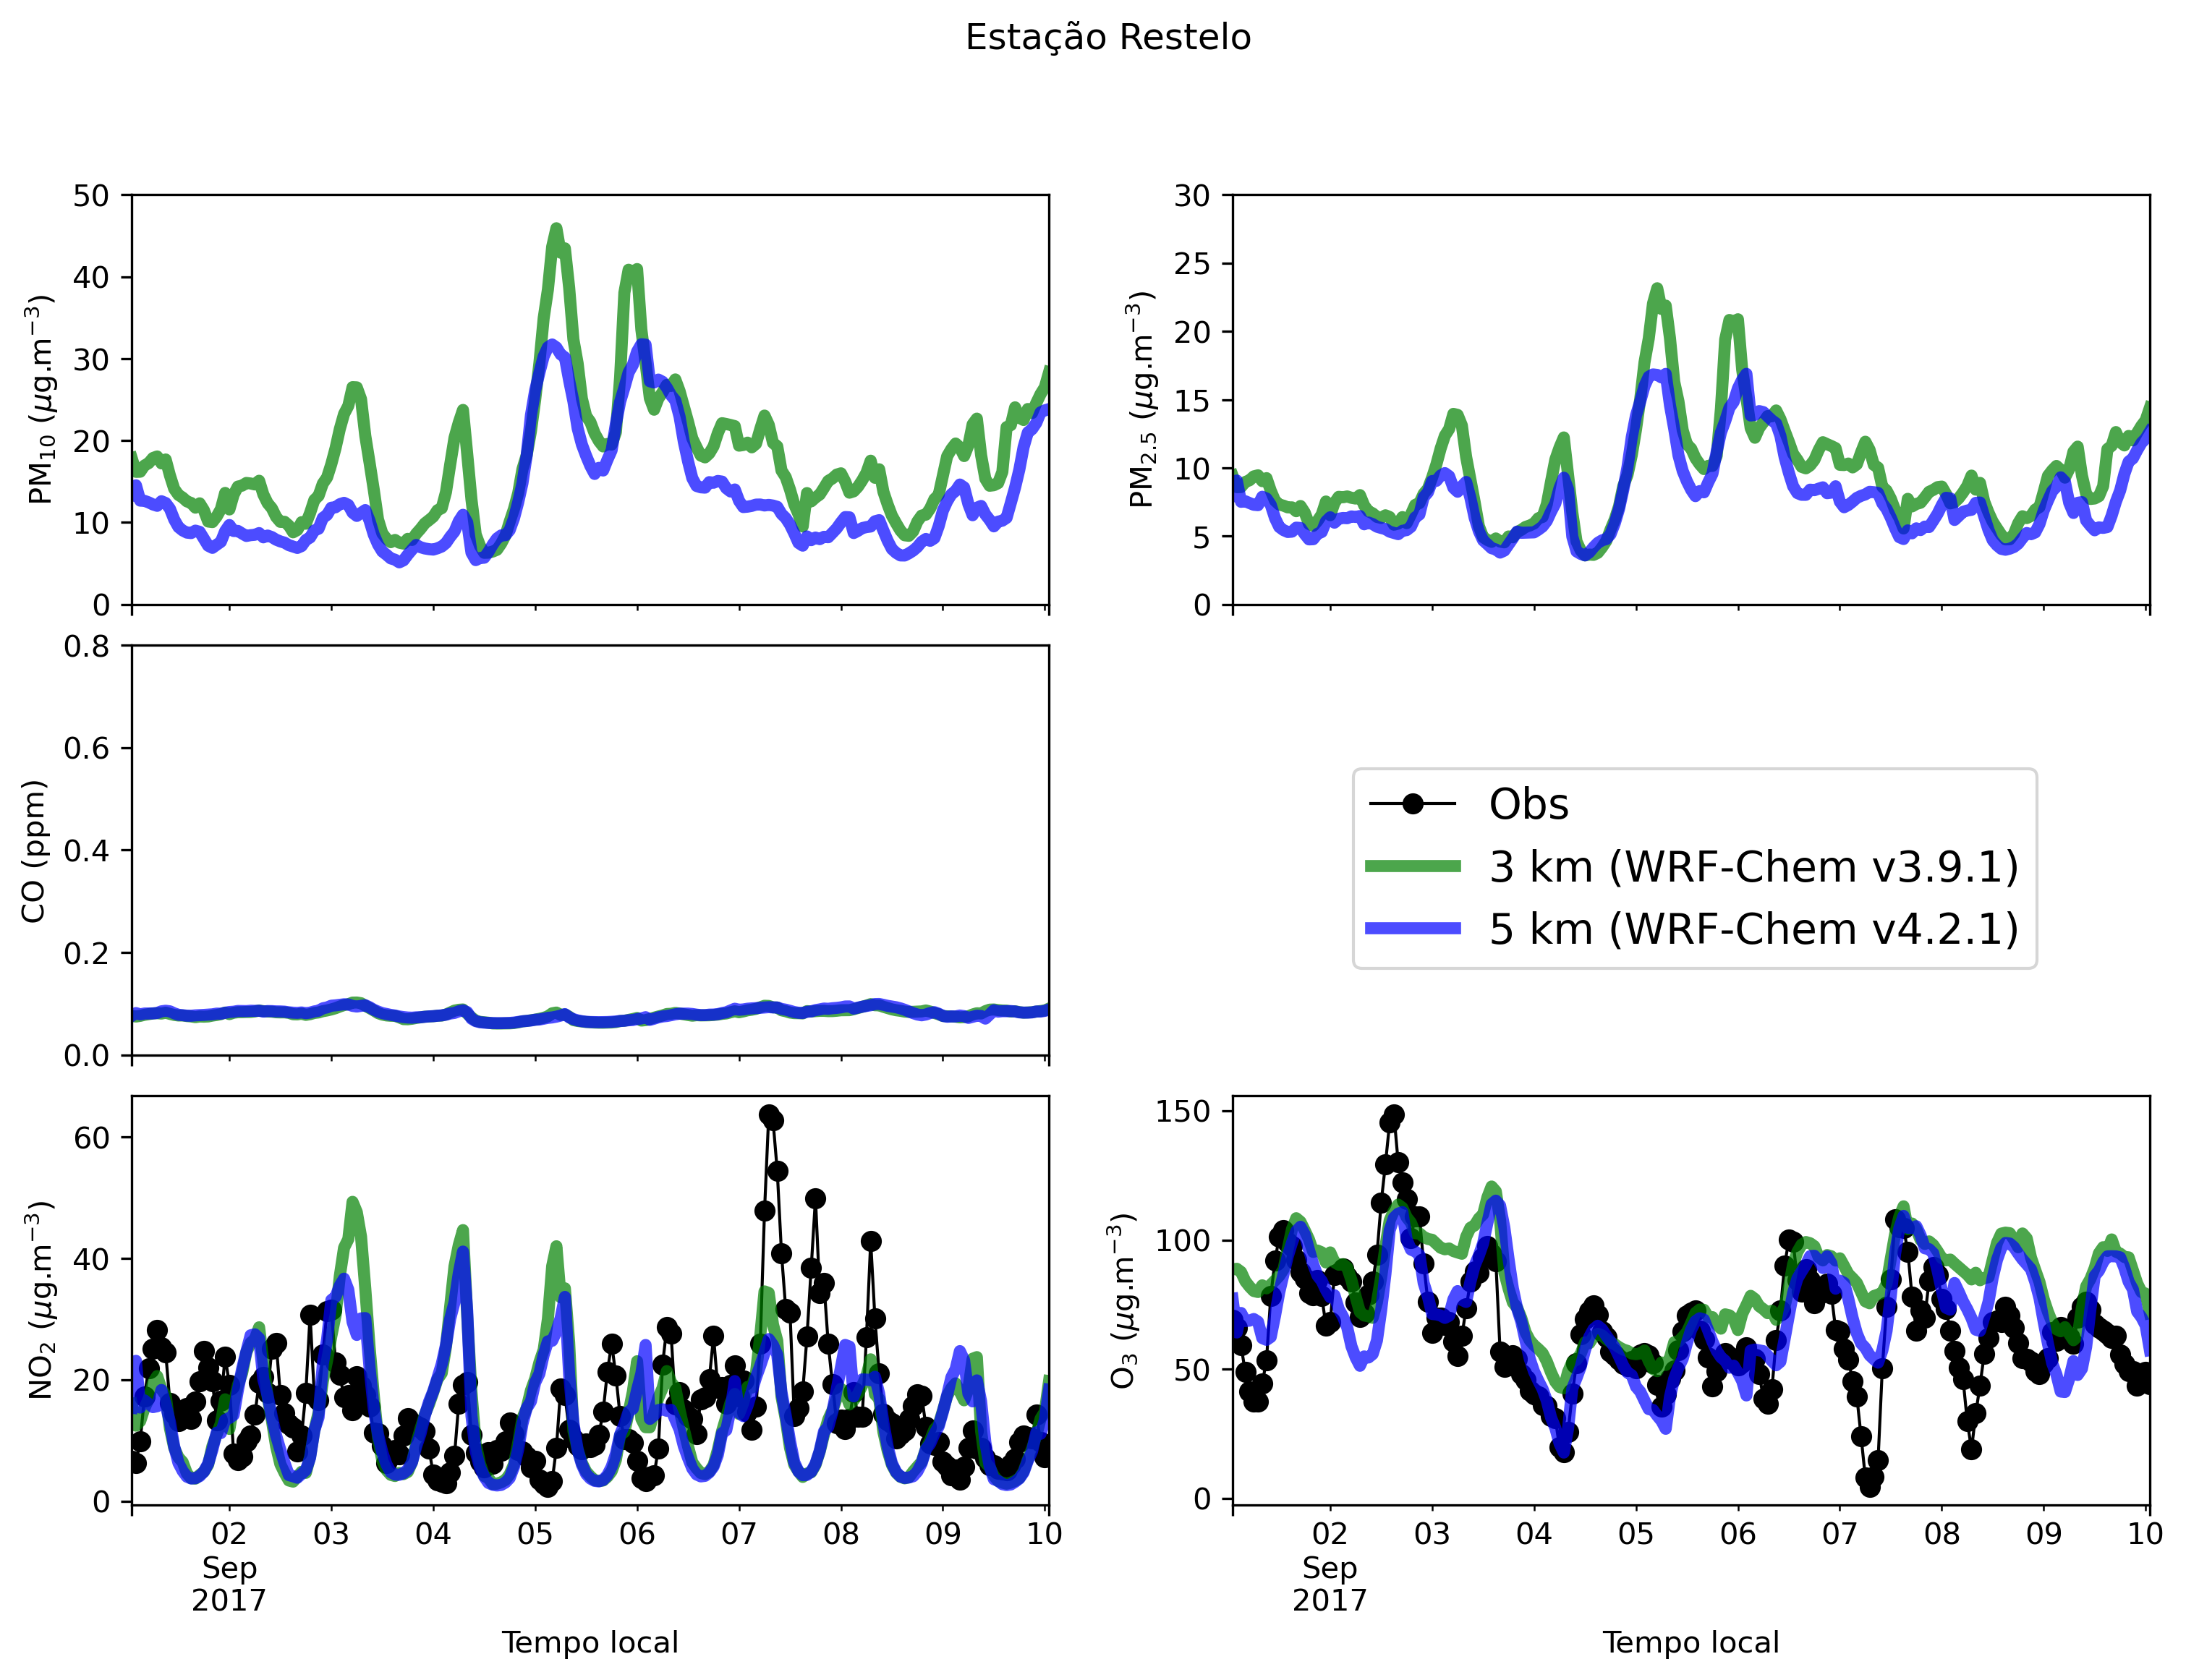 Estação Restelo
50
40
30
20
10
0
PM₁₀ (μg.m⁻³)
30
25
20
15
10
5
0
PM₂.₅ (μg.m⁻³)
0.8
0.6
0.4
0.2
0.0
CO (ppm)
Obs
3 km (WRF-Chem v3.9.1)
5 km (WRF-Chem v4.2.1)
60
40
20
0
NO₂ (μg.m⁻³)
02 03 04 05 06 07 08 09 10
Sep
2017
Tempo local
150
100
50
0
O₃ (μg.m⁻³)
02 03 04 05 06 07 08 09 10
Sep
2017
Tempo local